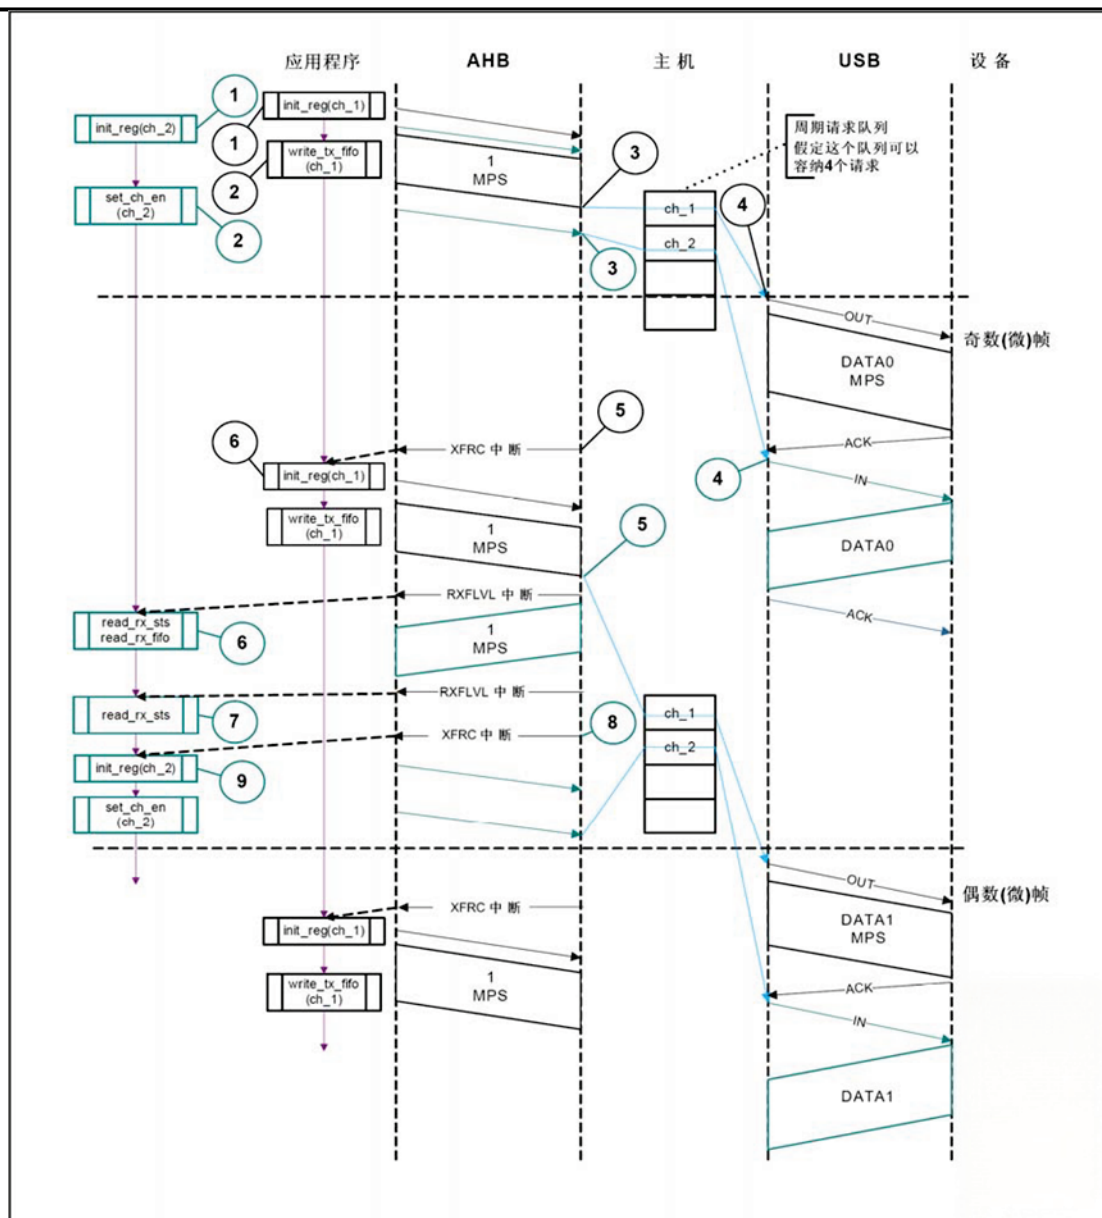 应用程序
AHB
主 机
USB
设 备
1
init_reg(ch_1)
init_reg(ch_2)
1
周期请求队列
假定这个队列可以
容纳4个请求
write_tx_fifo
(ch_1)
1
MPS
3
2
set_ch_en
(ch_2)
4
ch_1
2
ch_2
3
OUT
奇数(微)帧
DATA0
MPS
5
6
XFRC 中 断
ACK
init_reg(ch_1)
4
IN
write_tx_fifo
(ch_1)
1
MPS
5
DATA0
RXFLVL 中 断
ACK
read_rx_sts
read_rx_fifo
6
1
MPS
RXFLVL 中 断
read_rx_sts
7
8
ch_1
XFRC 中 断
ch_2
init_reg(ch_2)
9
set_ch_en
(ch_2)
OUT
偶数(微)帧
XFRC 中 断
DATA1
MPS
init_reg(ch_1)
write_tx_fifo
(ch_1)
1
MPS
ACK
IN
DATA1